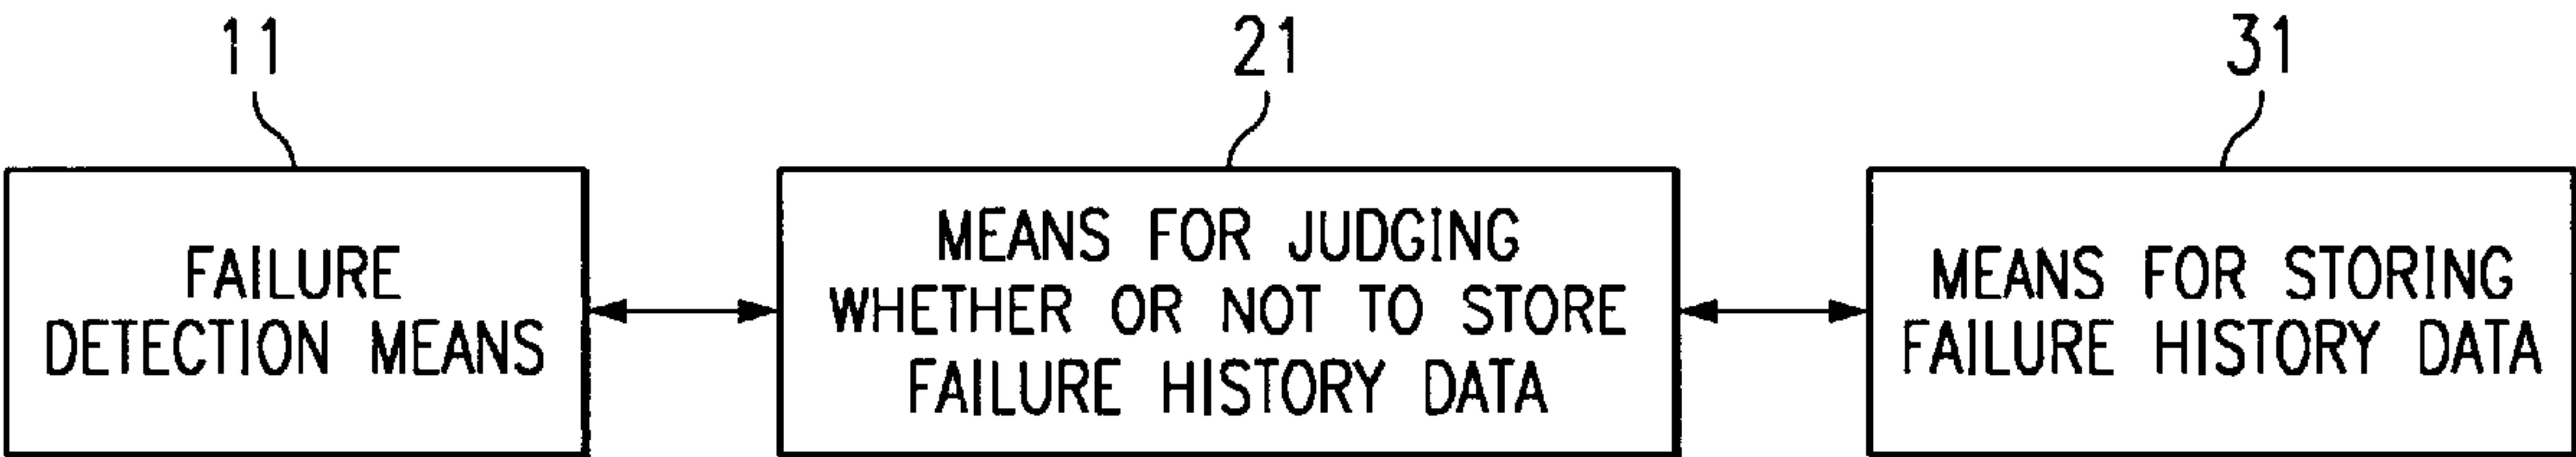 11
21
31
FAILURE
DETECTION MEANS
MEANS FOR JUDGING
WHETHER OR NOT TO STORE
FAILURE HISTORY DATA
MEANS FOR STORING
FAILURE HISTORY DATA